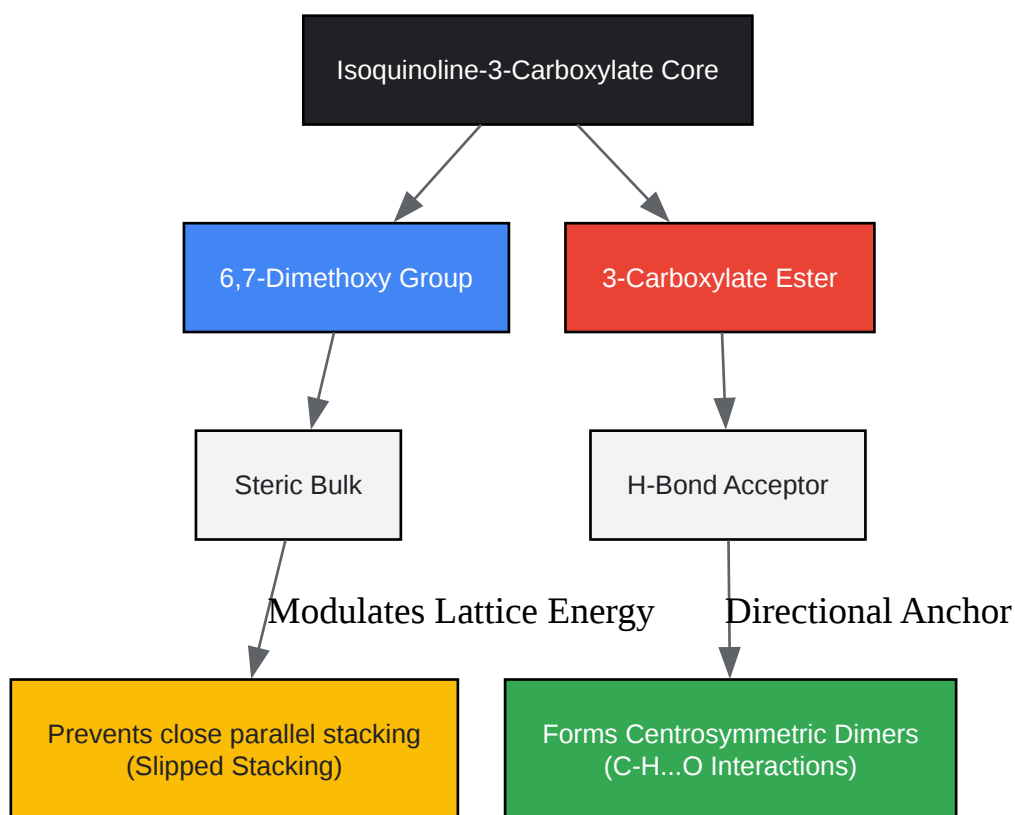 Isoquinoline-3-Carboxylate Core
6,7-Dimethoxy Group
3-Carboxylate Ester
Steric Bulk
H-Bond Acceptor
Modulates Lattice Energy
Directional Anchor
Prevents close parallel stacking
(Slipped Stacking)
Forms Centrosymmetric Dimers
(C-H...O Interactions)